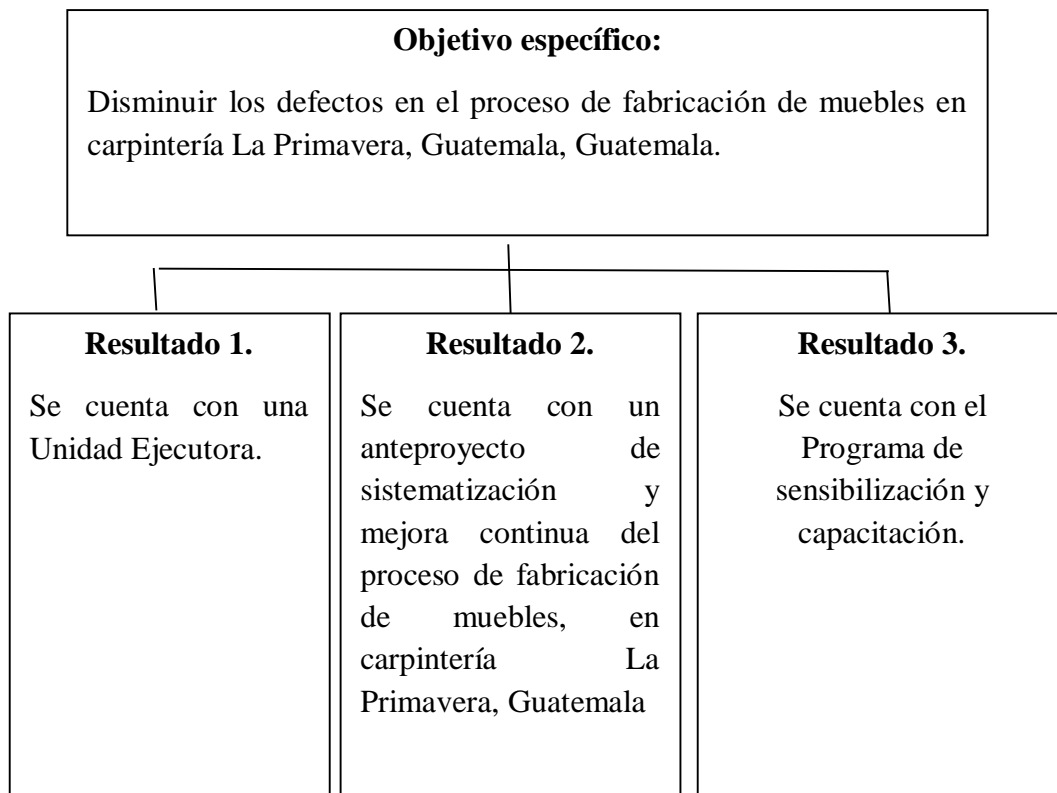 Objetivo específico:
Disminuir los defectos en el proceso de fabricación de muebles en
carpintería La Primavera, Guatemala, Guatemala.
Resultado 1.
Se cuenta con una
Unidad Ejecutora.
Resultado 2.
Se cuenta con un
anteproyecto de
sistematización y
mejora continua del
proceso de fabricación
de muebles, en
carpintería La
Primavera, Guatemala
Resultado 3.
Se cuenta con el
Programa de
sensibilización y
capacitación.